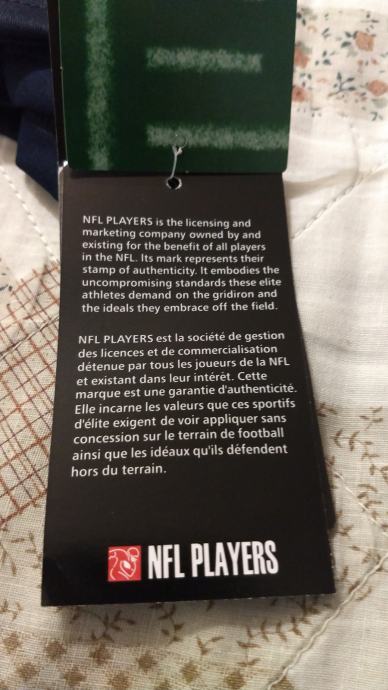 NFL PLAYERS is the licensing and
marketing company owned by and
existing for the benefit of all players
in the NFL. Its mark represents their
stamp of authenticity. It embodies the
uncompromising standards these elite
athletes demand on the gridiron and
the ideals they embrace off the field.
NFL PLAYERS est la société de gestion
des licences et de commercialisation
détenue par tous les joueurs de la NFL
et existant dans leur intérêt. Cette
marque est une garantie d'authenticité.
Elle incarne les valeurs que ces sportifs
d'élite exigent de voir appliquer sans
concession sur le terrain de football
ainsi que les idéaux qu'ils défendent
hors du terrain.
NFL PLAYERS